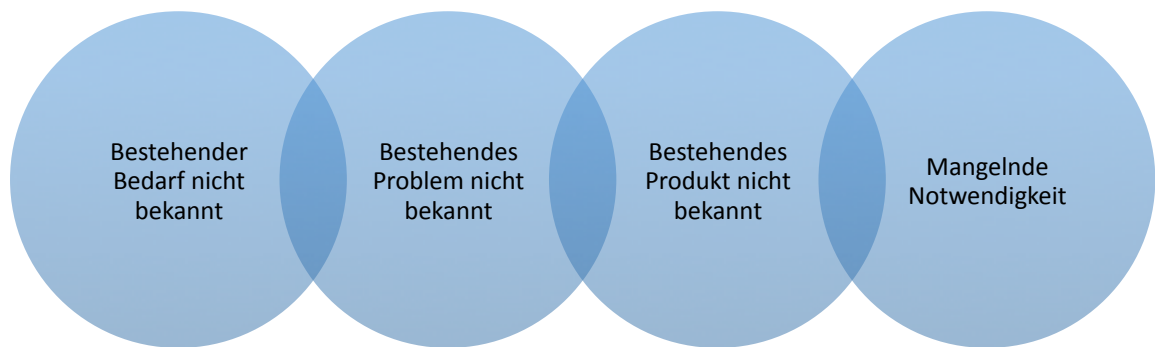 Bestehender
Bedarf nicht
bekannt
Bestehendes
Problem nicht
bekannt
Bestehendes
Produkt nicht
bekannt
Mangelnde
Notwendigkeit